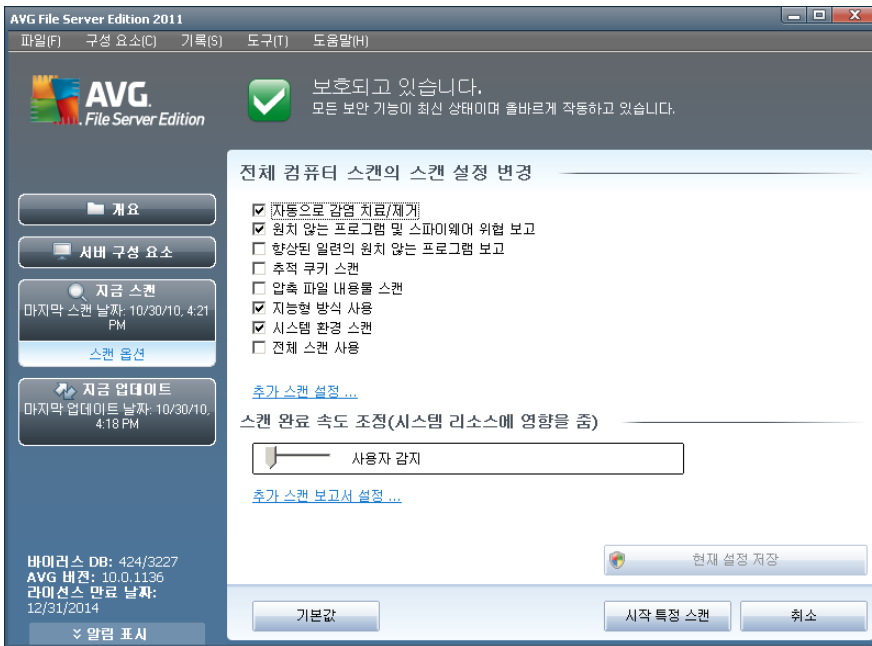 AVG File Server Edition 2011
파일(F) 구성 요소(C) 기록(S) 도구(T) 도움말(H)
AVG.
File Server Edition
보호되고 있습니다.
모든 보안 기능이 최신 상태이며 올바르게 작동하고 있습니다.
개요
서버 구성 요소
지금 스캔
마지막 스캔 날짜: 10/30/10, 4:21
PM
스캔 옵션
지금 업데이트
마지막 업데이트 날짜: 10/30/10,
4:18 PM
바이러스 DB: 424/3227
AVG 버전: 10.0.1136
라이선스 만료 날짜:
12/31/2014
알림 표시
전체 컴퓨터 스캔의 스캔 설정 변경
자동으로 감염 치료/제거
원치 않는 프로그램 및 스파이웨어 위협 보고
향상된 일련의 원치 않는 프로그램 보고
추적 쿠키 스캔
압축 파일 내용물 스캔
지능형 방식 사용
시스템 환경 스캔
전체 스캔 사용
추가 스캔 설정 ...
스캔 완료 속도 조정(시스템 리소스에 영향을 줌)
사용자 감지
추가 스캔 보고서 설정 ...
현재 설정 저장
기본값
시작 특정 스캔
취소